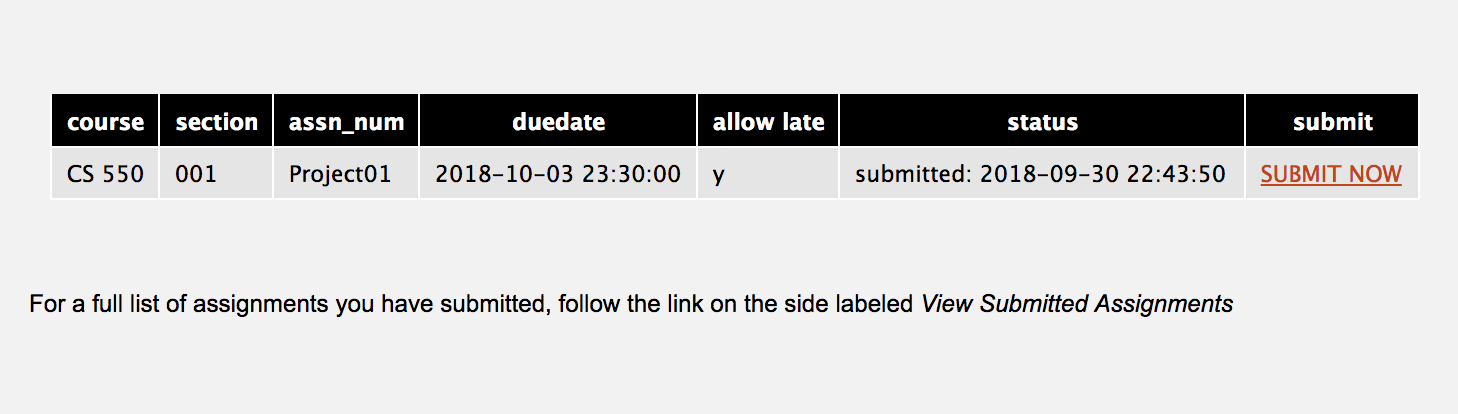 course section assn_num duedate allow late status submit
CS 550 001 Project01 2018-10-03 23:30:00 y submitted: 2018-09-30 22:43:50 SUBMIT NOW
For a full list of assignments you have submitted, follow the link on the side labeled View Submitted Assignments